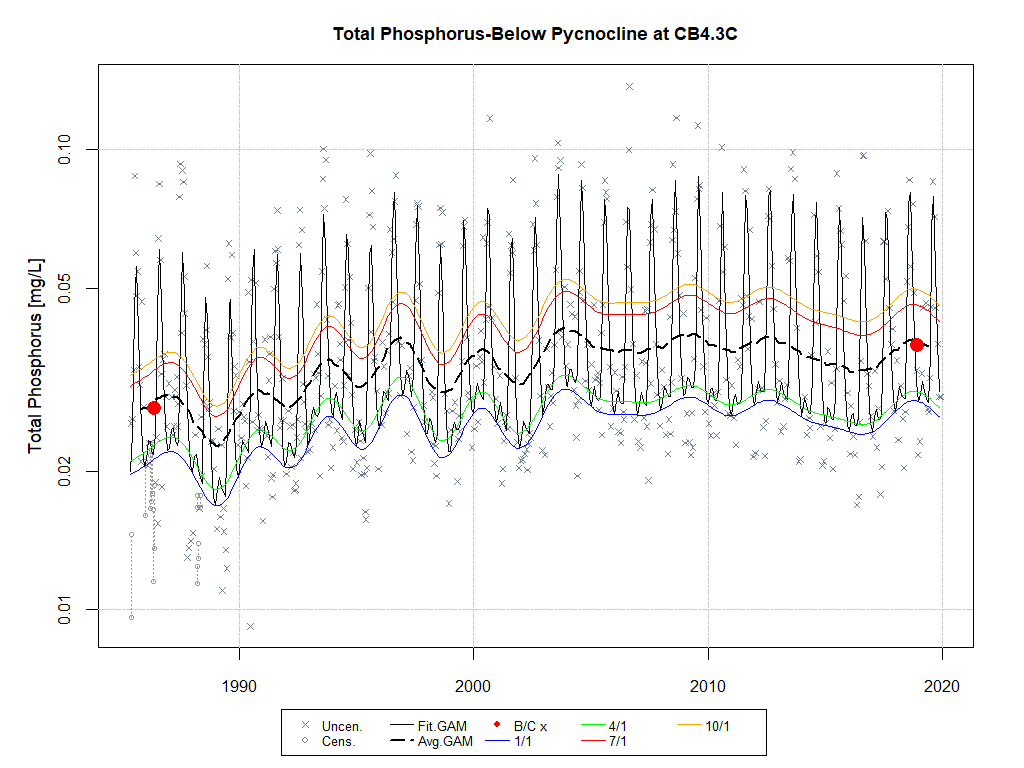 Total Phosphorus-Below Pycnocline at CB4.3C
Total Phosphorus [mg/L]
0.10
0.05
0.02
0.01
1990 2000 2010 2020
Uncen. Fit.GAM B/C x 4/1 10/1
Cens. Avg.GAM 1/1 7/1